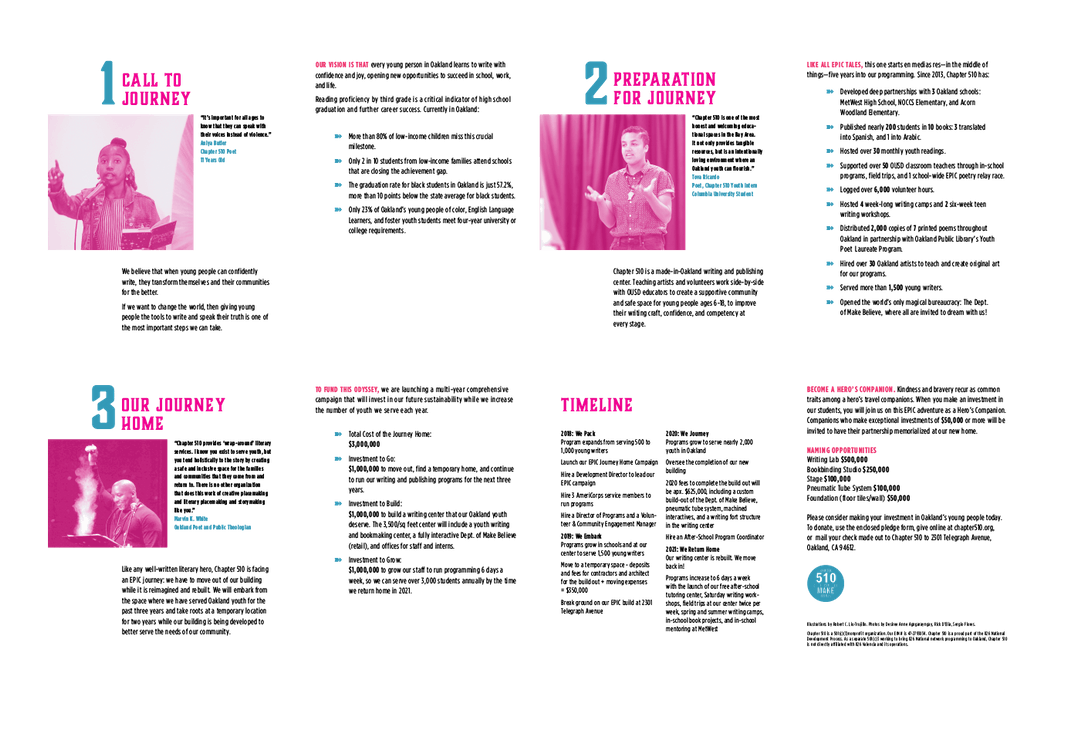 1
CALL TO
JOURNEY
"It's important for all ages to
know that they can speak with
their voices instead of violence."
Aniya Butler
Chapter 510 Poet
11 Years Old
We believe that when young people can confidently
write, they transform themselves and their communities
for the better.
If we want to change the world, then giving young
people the tools to write and speak their truth is one of
the most important steps we can take.
OUR VISION IS THAT every young person in Oakland learns to write with
confidence and joy, opening new opportunities to succeed in school, work,
and life.
Reading proficiency by third grade is a critical indicator of high school
graduation and further career success. Currently in Oakland:
More than 80% of low-income children miss this crucial
milestone.
Only 2 in 10 students from low-income families attend schools
that are closing the achievement gap.
The graduation rate for black students in Oakland is just 57.2%,
more than 10 points below the state average for black students.
Only 23% of Oakland's young people of color, English Language
Learners, and foster youth students meet four-year university or
college requirements.
2
PREPARATION
FOR JOURNEY
"Chapter 510 is one of the most
honest and welcoming educa-
tional spaces in the Bay Area.
It not only provides tangible
resources, but is an intentionally
loving environment when an
Oakland youth can flourish."
Tova Ricardo
Poet, Chapter 510 Youth Intern
Columbia University Student
Chapter 510 is a made-in-Oakland writing and publishing
center. Teaching artists and volunteers work side-by-side
with OUSD educators to create a supportive community
and safe space for young people ages 6-18, to improve
their writing craft, confidence, and competency at
every stage.
LIKE ALL EPIC TALES, this one starts en medias res—in the middle of
things—five years into our programming. Since 2013, Chapter 510 has:
Developed deep partnerships with 3 Oakland schools:
MetWest High School, NOCCS Elementary, and Acorn
Woodland Elementary.
Published nearly 200 students in 10 books: 3 translated
into Spanish, and 1 into Arabic.
Hosted over 30 monthly youth readings.
Supported over 50 OUSD classroom teachers through in-school
programs, field trips, and 1 school-wide EPIC poetry relay race.
Logged over 6,000 volunteer hours.
Hosted 4 week-long writing camps and 2 six-week teen
writing workshops.
Distributed 2,000 copies of 7 printed poems throughout
Oakland in partnership with Oakland Public Library's Youth
Poet Laureate Program.
Hired over 30 Oakland artists to teach and create original art
for our programs.
Served more than 1,500 young writers.
Opened the world's only magical bureaucracy: The Dept.
of Make Believe, where all are invited to dream with us!
3
OUR JOURNEY
HOME
"Chapter 510 provides 'wrap-around' literary
services. I know you exist to serve youth, but
you tend holistically to the story by creating
a safe and inclusive space for the families
and communities that they come from and
return to. There is no other organization
that does this work of creative placemaking
and literary placemaking and storymaking
like you."
Marvin K. White
Oakland Poet and Public Theologian
Like any well-written literary hero, Chapter 510 is facing
an EPIC journey: we have to move out of our building
while it is reimagined and rebuilt. We will embark from
the space where we have served Oakland youth for the
past three years and take roots at a temporary location
for two years while our building is being developed to
better serve the needs of our community.
TO FUND THIS ODYSSEY, we are launching a multi-year comprehensive
campaign that will invest in our future sustainability while we increase
the number of youth we serve each year.
Total Cost of the Journey Home:
$3,000,000
Investment to Go:
$1,000,000 to move out, find a temporary home, and continue
to run our writing and publishing programs for the next three
years.
Investment to Build:
$1,000,000 to build a writing center that our Oakland youth
deserve. The 3,500/sq feet center will include a youth writing
and bookmaking center, a fully interactive Dept. of Make Believe
(retail), and offices for staff and interns.
Investment to Grow:
$1,000,000 to grow our staff to run programming 6 days a
week, so we can serve over 3,000 students annually by the time
we return home in 2021.
TIMELINE
2018: We Pack
Program expands from serving 500 to
1,000 young writers
Launch our EPIC Journey Home Campaign
Hire a Development Director to lead our
EPIC campaign
Hire 3 AmeriCorps service members to
run programs
Hire a Director of Programs and a Volun-
teer & Community Engagement Manager
2019: We Embark
Programs grow in schools and at our
center to serve 1,500 young writers
Move to a temporary space - deposits
and fees for contractors and architect
for the build out + moving expenses
= $350,000
Break ground on our EPIC build at 2301
Telegraph Avenue
2020: We Journey
Programs grow to serve nearly 2,000
youth in Oakland
Oversee the completion of our new
building
2020 fees to complete the build out will
be apx. $625,000, including a custom
build-out of the Dept. of Make Believe,
pneumatic tube system, machined
interactives, and a writing fort structure
in the writing center
Hire an After-School Program Coordinator
2021: We Return Home
Our writing center is rebuilt. We move
back in!
Programs increase to 6 days a week
with the launch of our free after-school
tutoring center, Saturday writing work-
shops, field trips at our center twice per
week, spring and summer writing camps,
in-school book projects, and in-school
mentoring at MetWest
BECOME A HERO'S COMPANION. Kindness and bravery recur as common
traits among a hero's travel companions. When you make an investment in
our students, you will join us on this EPIC adventure as a Hero's Companion.
Companions who make exceptional investments of $50,000 or more will be
invited to have their partnership memorialized at our new home.
NAMING OPPORTUNITIES
Writing Lab $500,000
Bookbinding Studio $250,000
Stage $100,000
Pneumatic Tube System $100,000
Foundation (floor tiles/wall) $50,000
Please consider making your investment in Oakland's young people today.
To donate, use the enclosed pledge form, give online at chapter510.org,
or mail your check made out to Chapter 510 to 2301 Telegraph Avenue,
Oakland, CA 94612.
510
MAKE